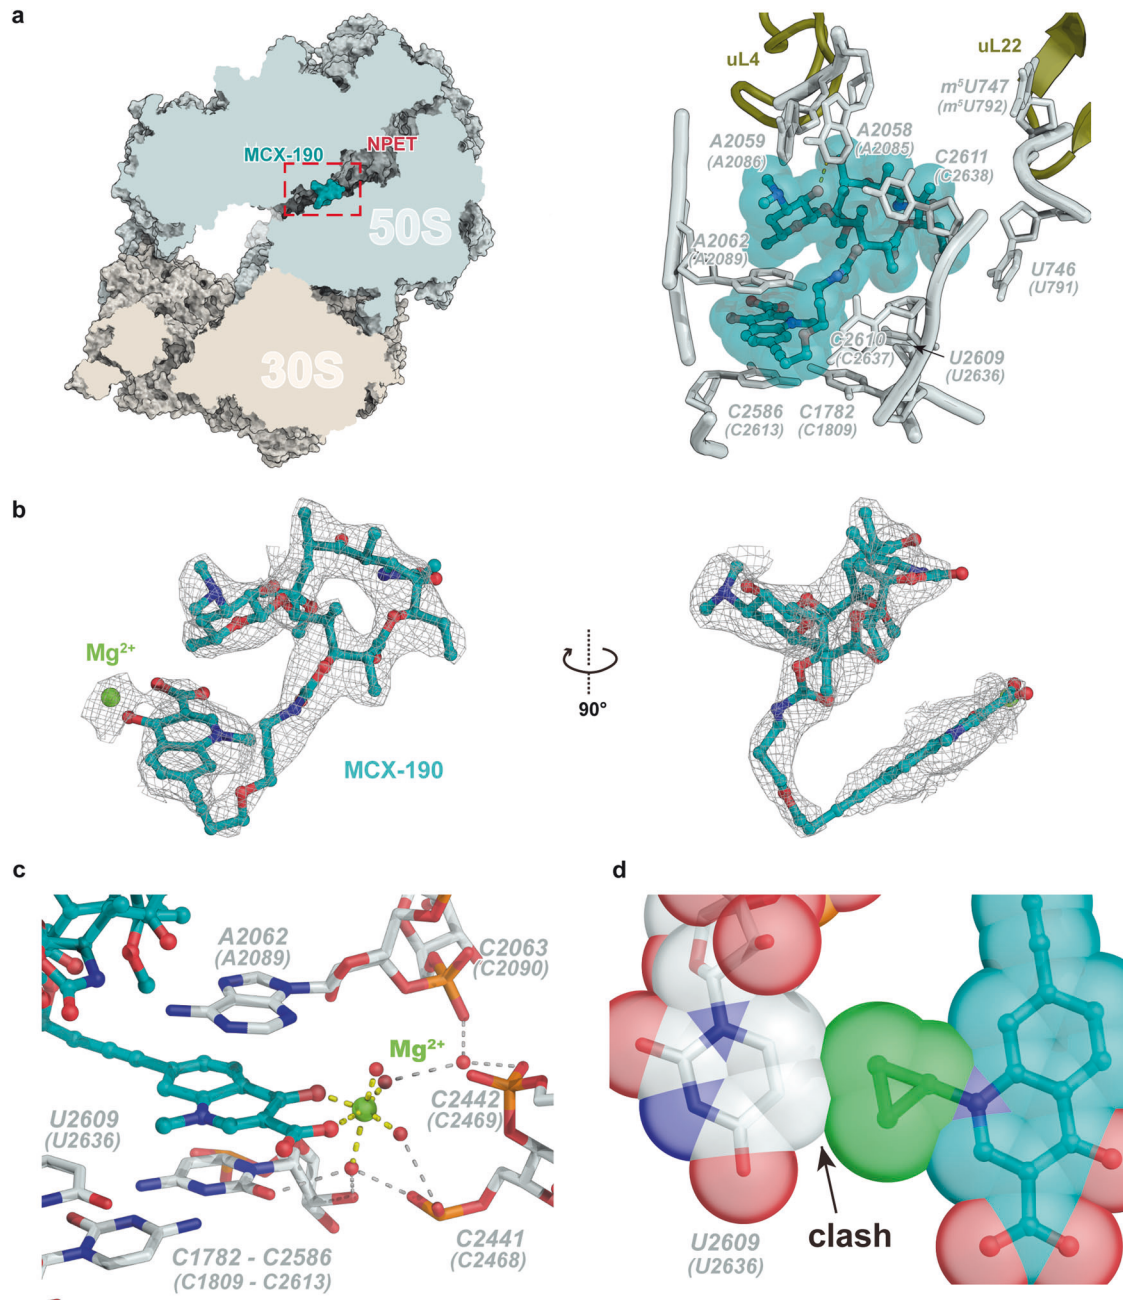 a
MCX-190
NPET
50S
30S
uL4
uL22
m⁵U747
(m⁵U792)
A2059
(A2086)
A2058
(A2085)
C2611
(C2638)
A2062
(A2089)
U746
(U791)
C2610
(C2637)
U2609
(U2636)
C2586
(C2613)
C1782
(C1809)
b
Mg²⁺
MCX-190
90°
c
A2062
(A2089)
C2063
(C2090)
Mg²⁺
C2442
(C2469)
U2609
(U2636)
C1782 - C2586
(C1809 - C2613)
C2441
(C2468)
d
clash
U2609
(U2636)